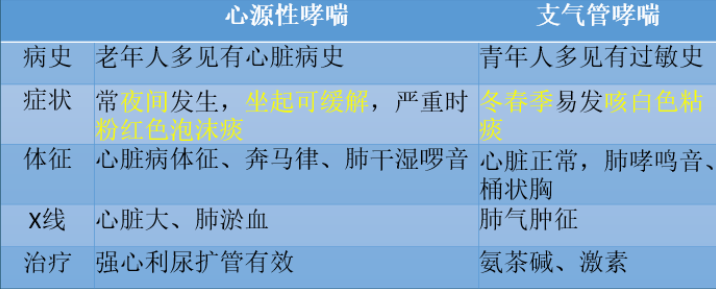 心源性哮喘 支气管哮喘
病史 老年人多见有心脏病史 青年人多见有过敏史
症状 常夜间发生，坐起可缓解，严重时 冬春季易发咳白色粘
粉红色泡沫痰 痰
体征 心脏病体征、奔马律、肺干湿啰音 心脏正常，肺哮鸣音、
桶状胸
X线 心脏大、肺淤血 肺气肿征
治疗 强心利尿扩管有效 氨茶碱、激素